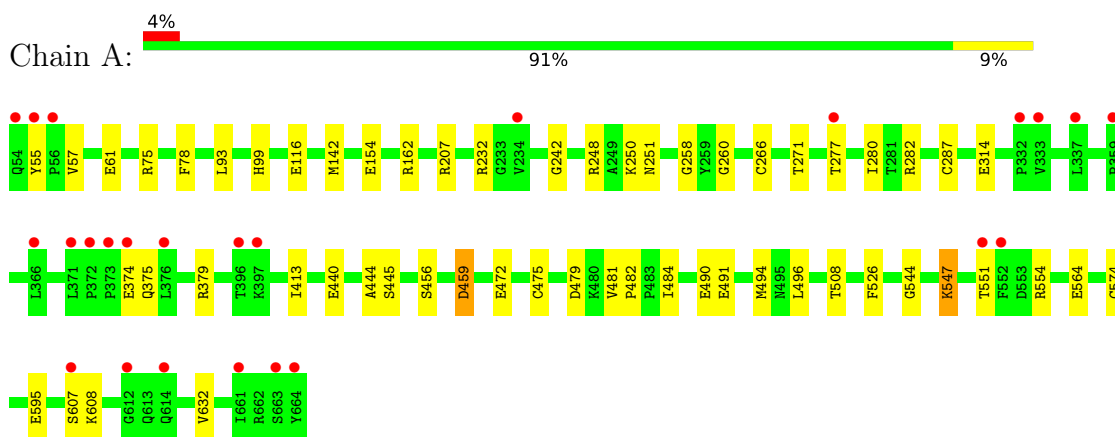 4%
Chain A:
91% 9%
Q54 Y55 P56 V57 E61 R75 F78 L93 H99 E116 M142 E154 R162 R207 R232 G233 V234 G242 R248 A249 K250 N251 G258 Y259 G260 C266 T271 T277 I280 T281 R282 C287 E314 P332 V333 L337
L366 L371 P372 P373 E374 Q375 L376 R379 T396 K397 I413 E440 A444 S445 S456 D459 E472 C475 D479 K480 V481 P482 P483 I484 E490 E491 M494 N495 L496 T508 F526 G544 K547 T551 F552 D553 R554 E564
E595 S607 K608 G612 Q613 Q614 V632 I661 R662 S663 Y664